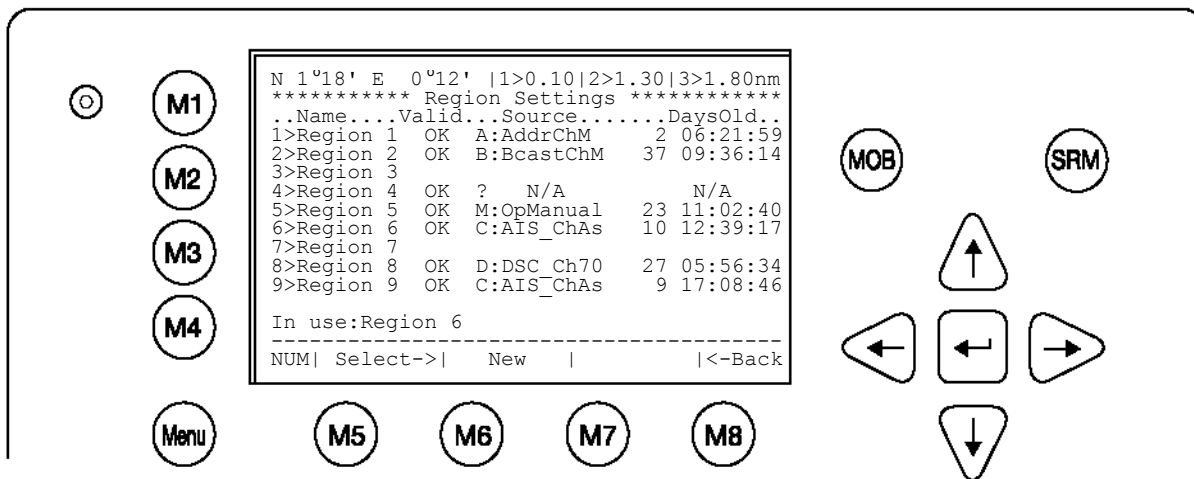 N 1°18' E  0°12' |1>0.10|2>1.30|3>1.80nm
*********** Region Settings ************
..Name....Valid...Source.......DaysOld..
1>Region 1  OK  A:AddrChM     2 06:21:59
2>Region 2  OK  B:BcastChM   37 09:36:14
3>Region 3
4>Region 4  OK  ?   N/A          N/A
5>Region 5  OK  M:OpManual   23 11:02:40
6>Region 6  OK  C:AIS_ChAs   10 12:39:17
7>Region 7
8>Region 8  OK  D:DSC_Ch70   27 05:56:34
9>Region 9  OK  C:AIS_ChAs    9 17:08:46
In use:Region 6
----------------------------------------
NUM| Select->|   New   |         |<-Back
M1
M2
M3
M4
Menu
M5
M6
M7
M8
MOB
SRM